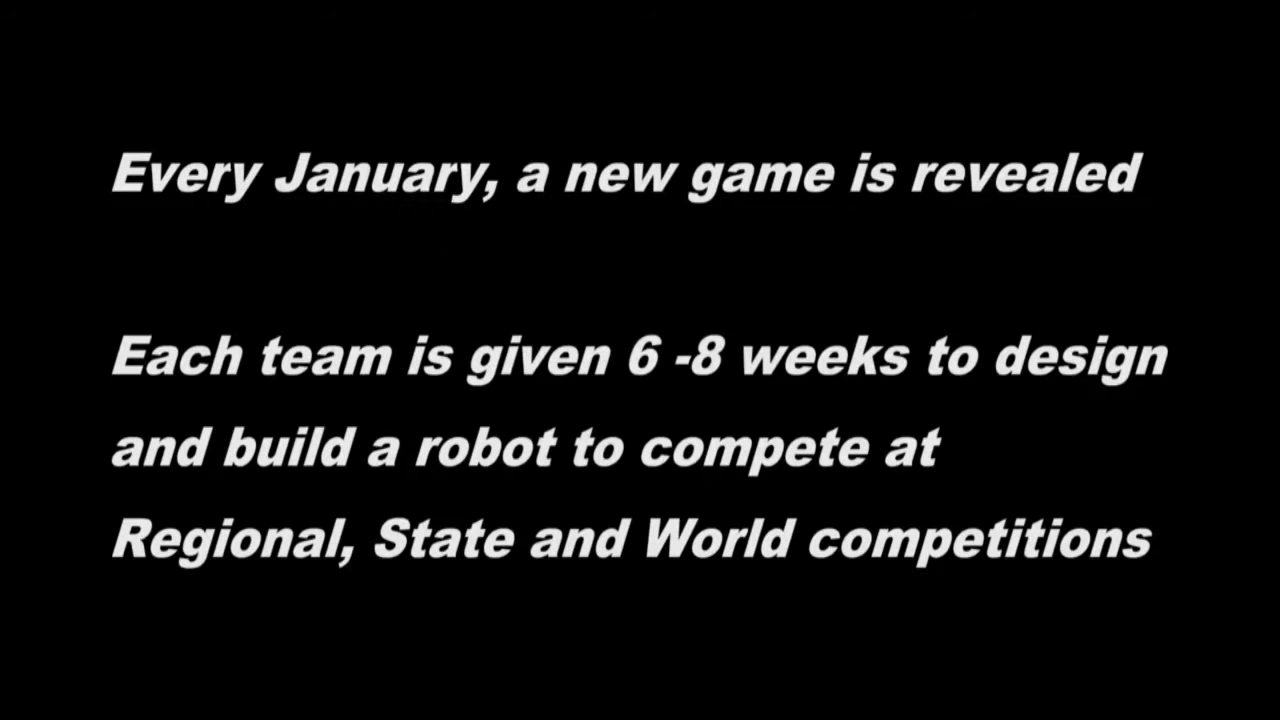 Every January, a new game is revealed
Each team is given 6 -8 weeks to design
and build a robot to compete at
Regional, State and World competitions